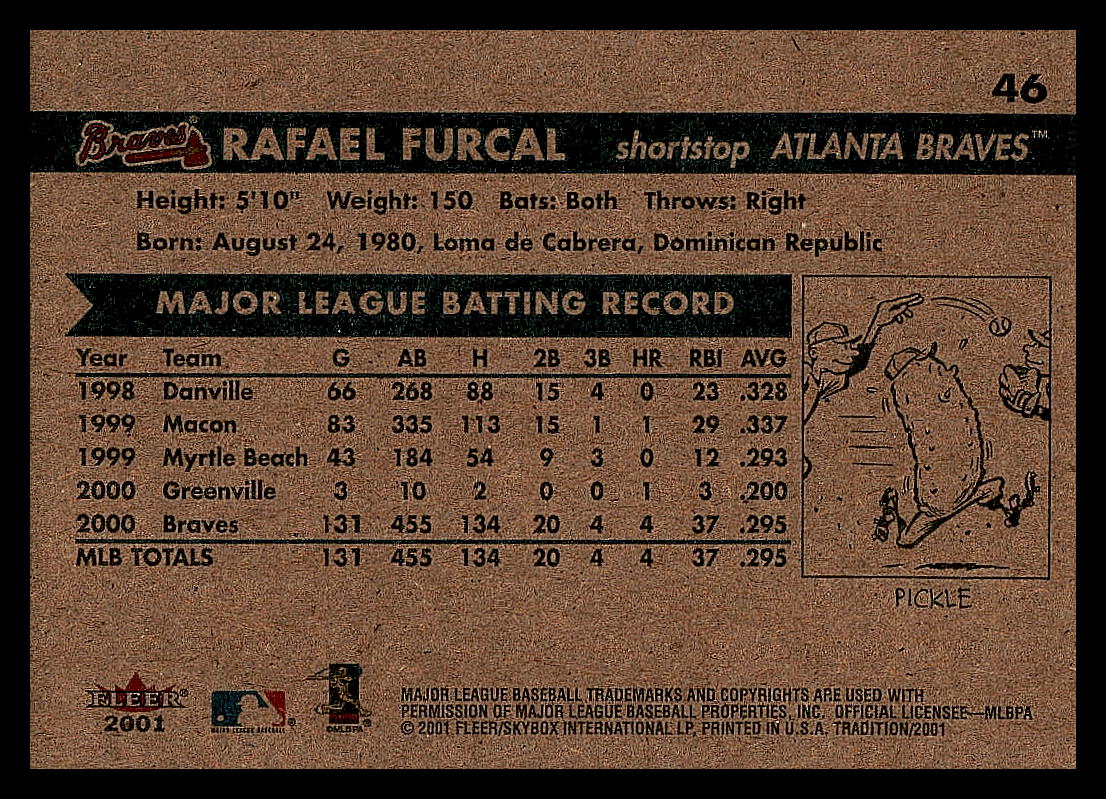 46
Braves® RAFAEL FURCAL shortstop ATLANTA BRAVES™
Height: 5'10" Weight: 150 Bats: Both Throws: Right
Born: August 24, 1980, Loma de Cabrera, Dominican Republic
MAJOR LEAGUE BATTING RECORD
Year Team G AB H 2B 3B HR RBI AVG
1998 Danville 66 268 88 15 4 0 23 .328
1999 Macon 83 335 113 15 1 1 29 .337
1999 Myrtle Beach 43 184 54 9 3 0 12 .293
2000 Greenville 3 10 2 0 0 1 3 .200
2000 Braves 131 455 134 20 4 4 37 .295
MLB TOTALS 131 455 134 20 4 4 37 .295
PICKLE
FLEER®
2001
MAJOR LEAGUE BASEBALL
©MLBPA
MAJOR LEAGUE BASEBALL TRADEMARKS AND COPYRIGHTS ARE USED WITH
PERMISSION OF MAJOR LEAGUE BASEBALL PROPERTIES, INC. OFFICIAL LICENSEE—MLBPA
© 2001 FLEER/SKYBOX INTERNATIONAL LP, PRINTED IN U.S.A. TRADITION/2001